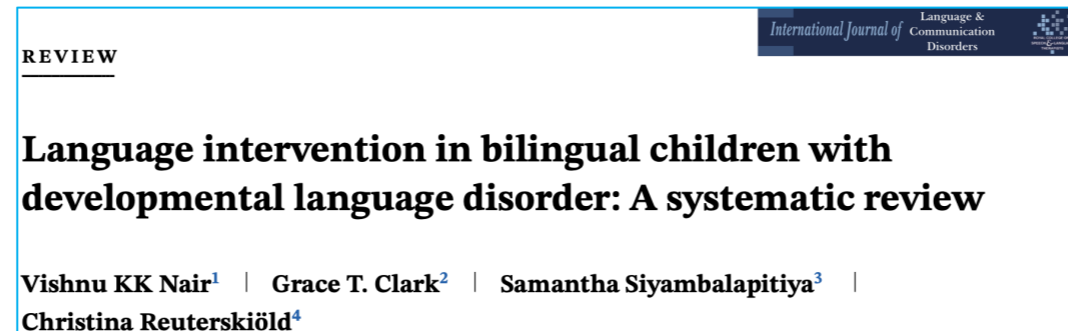 International Journal of Language & Communication Disorders
REVIEW
Language intervention in bilingual children with
developmental language disorder: A systematic review
Vishnu KK Nair1 | Grace T. Clark2 | Samantha Siyambalapitiya3 |
Christina Reuterskiöld4